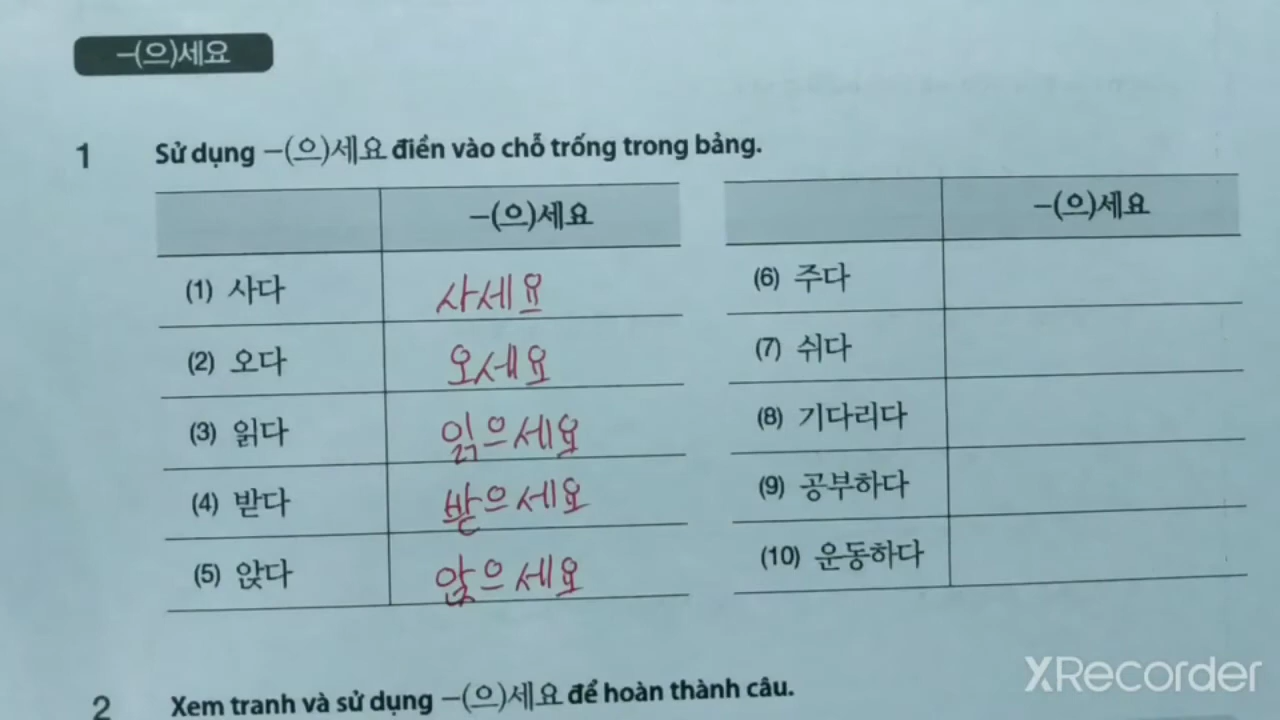 -(으)세요
1 Sử dụng -(으)세요 điền vào chỗ trống trong bảng.
-(으)세요
(1) 사다 사세요
(2) 오다 오세요
(3) 읽다 읽으세요
(4) 받다 받으세요
(5) 앉다 앉으세요
-(으)세요
(6) 주다
(7) 쉬다
(8) 기다리다
(9) 공부하다
(10) 운동하다
2 Xem tranh và sử dụng -(으)세요 để hoàn thành câu.
XRecorder